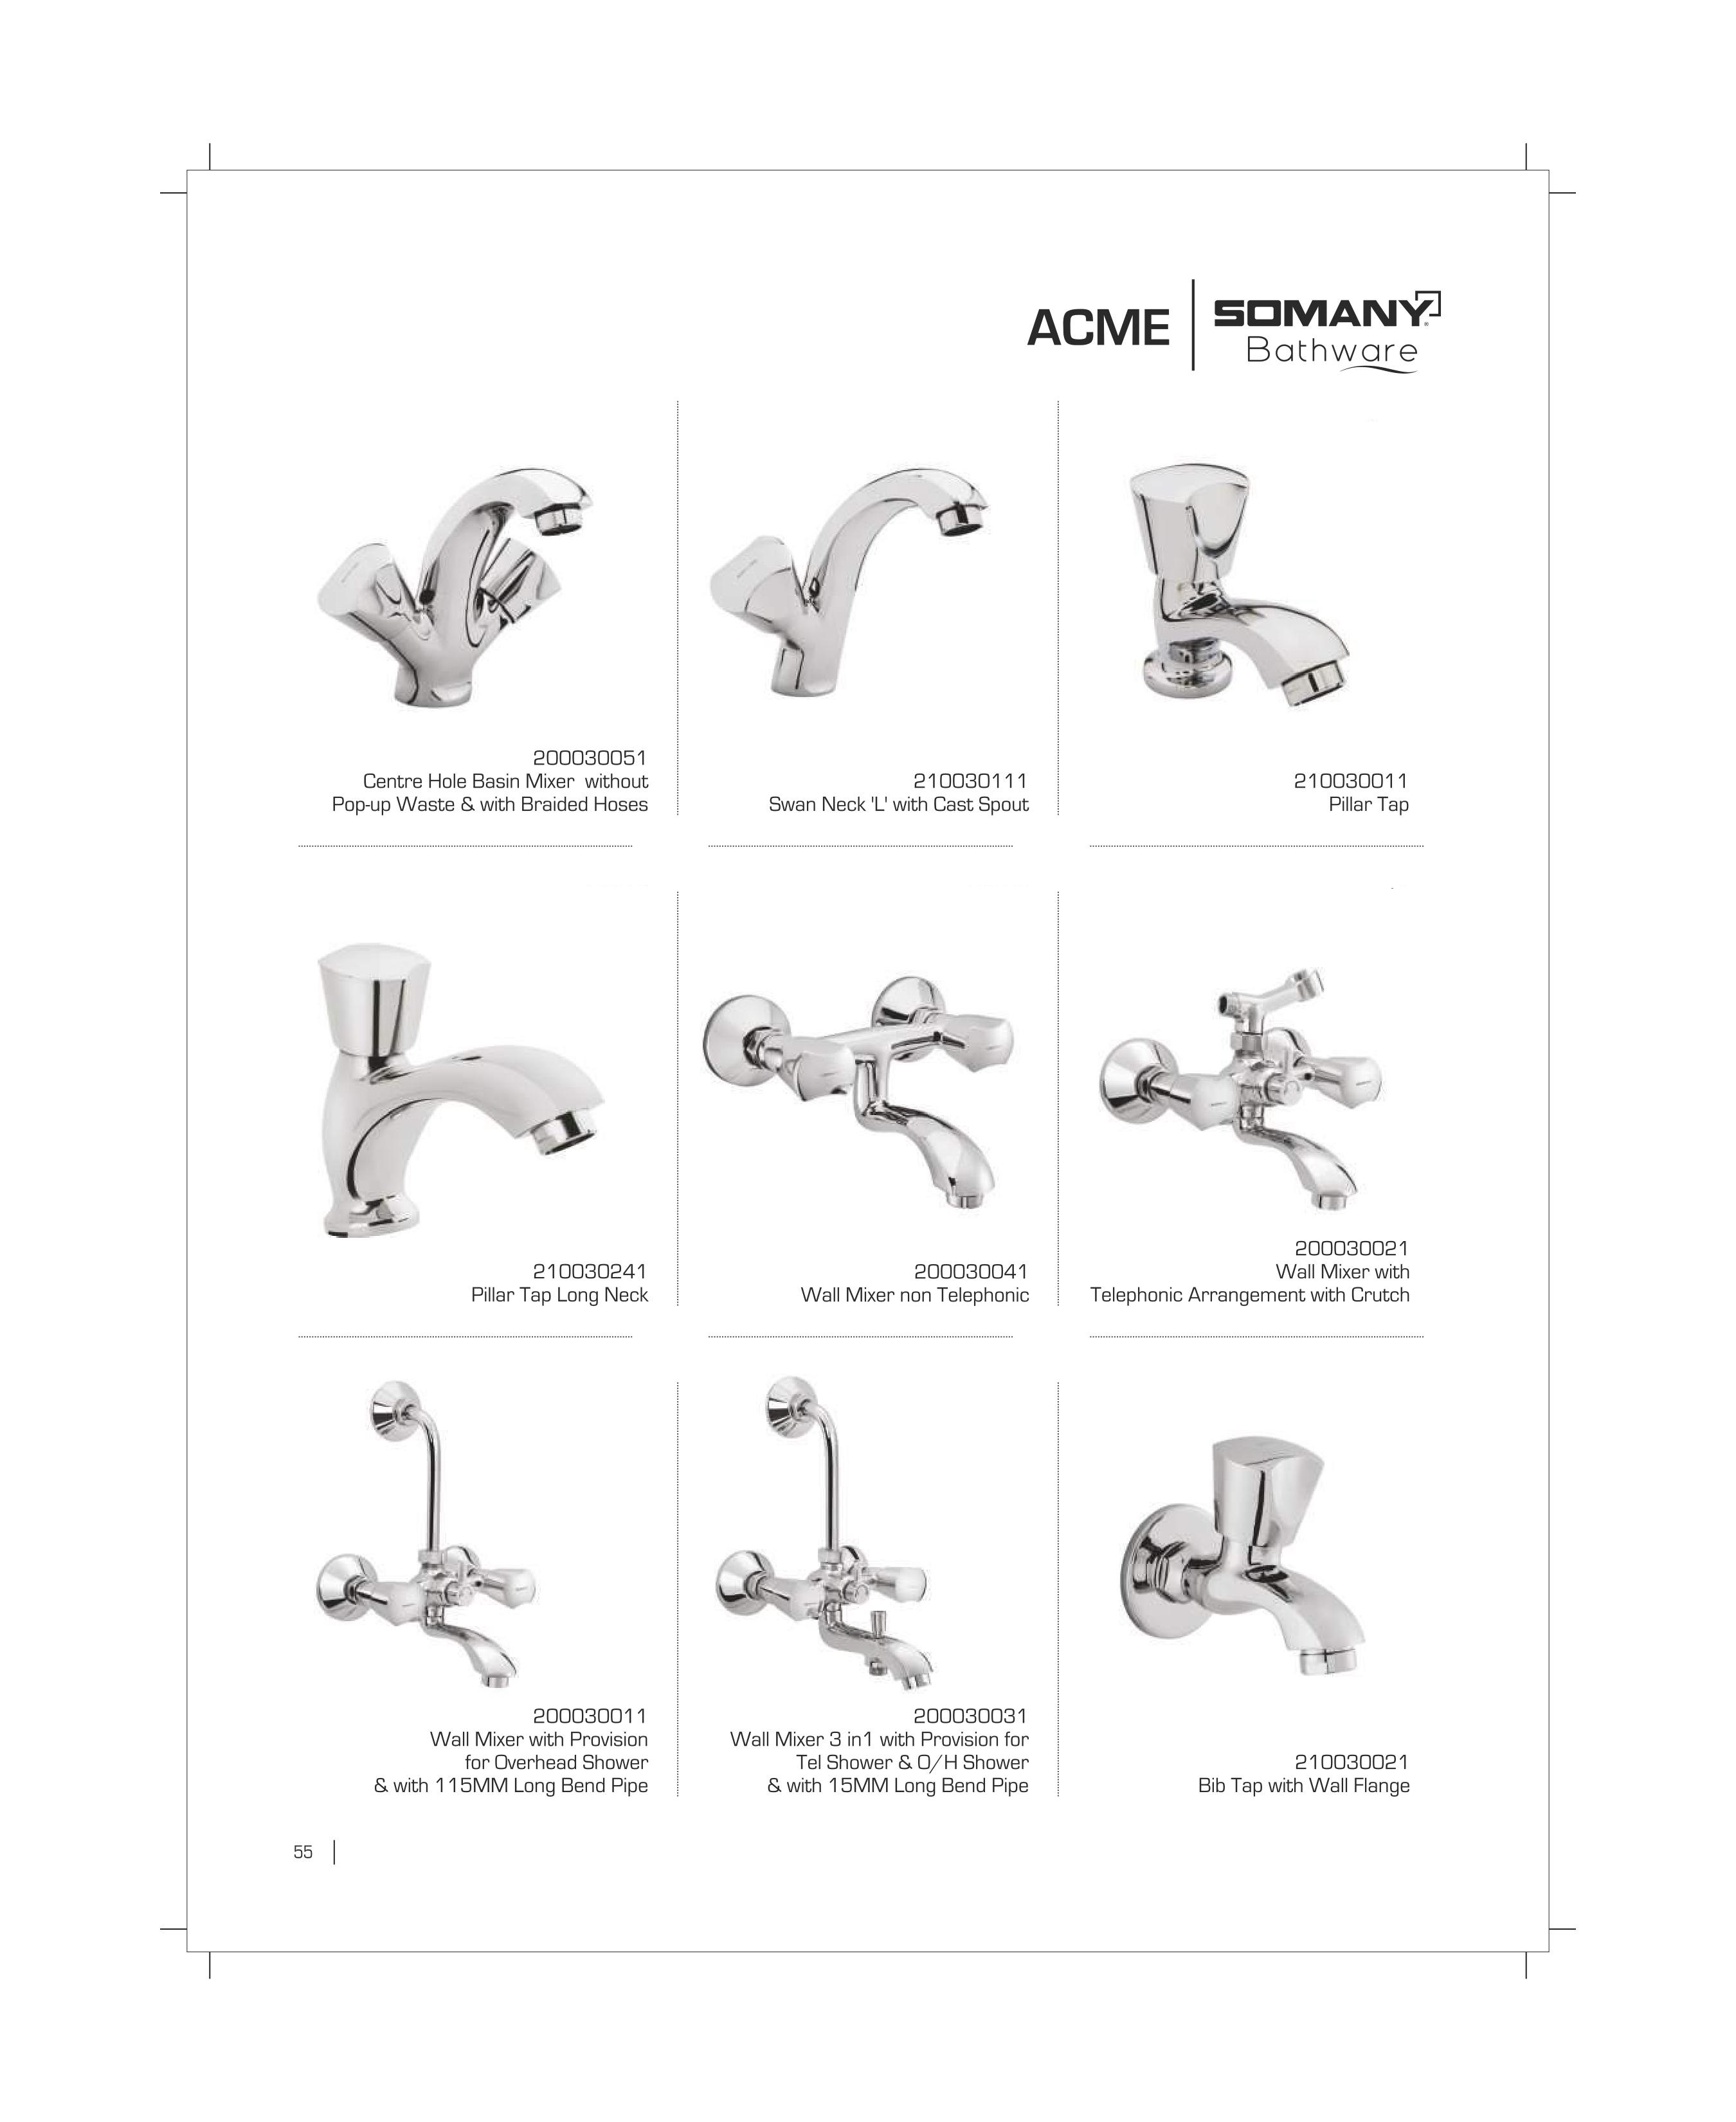 ACME
SOMANY
Bathware
200030051
Centre Hole Basin Mixer without
Pop-up Waste & with Braided Hoses
210030111
Swan Neck 'L' with Cast Spout
210030011
Pillar Tap
210030241
Pillar Tap Long Neck
200030041
Wall Mixer non Telephonic
200030021
Wall Mixer with
Telephonic Arrangement with Crutch
200030011
Wall Mixer with Provision
for Overhead Shower
& with 115MM Long Bend Pipe
200030031
Wall Mixer 3 in1 with Provision for
Tel Shower & O/H Shower
& with 15MM Long Bend Pipe
210030021
Bib Tap with Wall Flange
55